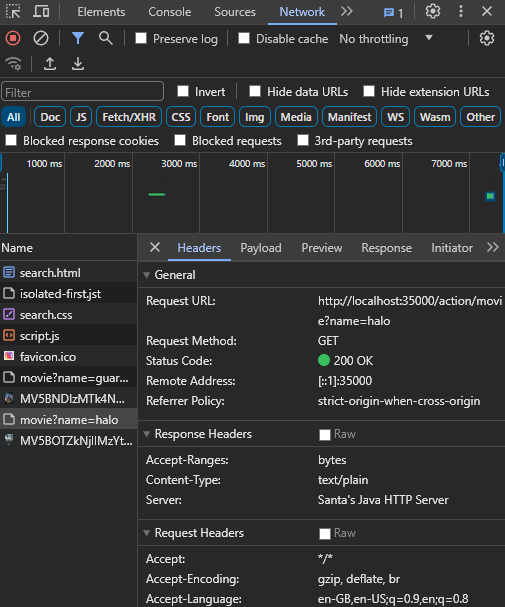 Elements Console Sources Network 1
Preserve log Disable cache No throttling
Filter Invert Hide data URLs Hide extension URLs
All Doc JS Fetch/XHR CSS Font Img Media Manifest WS Wasm Other
Blocked response cookies Blocked requests 3rd-party requests
1000 ms 2000 ms 3000 ms 4000 ms 5000 ms 6000 ms 7000 ms
Name
search.html
isolated-first.jst
search.css
script.js
favicon.ico
movie?name=guar...
MV5BNDIzMTk4N...
movie?name=halo
MV5BOTZkNjllMzYt...
Headers Payload Preview Response Initiator
General
Request URL: http://localhost:35000/action/movi
e?name=halo
Request Method: GET
Status Code: 200 OK
Remote Address: [::1]:35000
Referrer Policy: strict-origin-when-cross-origin
Response Headers Raw
Accept-Ranges: bytes
Content-Type: text/plain
Server: Santa's Java HTTP Server
Request Headers Raw
Accept: */*
Accept-Encoding: gzip, deflate, br
Accept-Language: en-GB,en-US;q=0.9,en;q=0.8